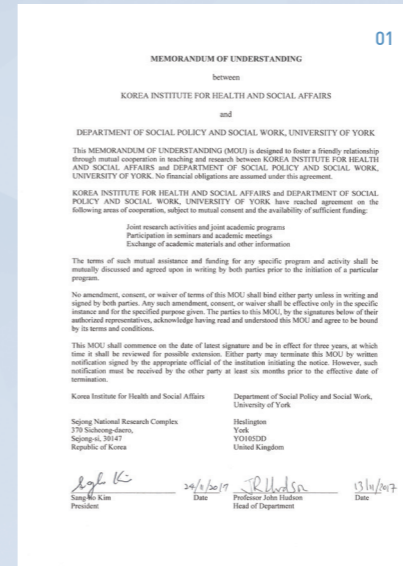 01
MEMORANDUM OF UNDERSTANDING
between
KOREA INSTITUTE FOR HEALTH AND SOCIAL AFFAIRS
and
DEPARTMENT OF SOCIAL POLICY AND SOCIAL WORK, UNIVERSITY OF YORK
This MEMORANDUM OF UNDERSTANDING (MOU) is designed to foster a friendly relationship
through mutual cooperation in teaching and research between KOREA INSTITUTE FOR HEALTH
AND SOCIAL AFFAIRS and DEPARTMENT OF SOCIAL POLICY AND SOCIAL WORK,
UNIVERSITY OF YORK. No financial obligations are assumed under this agreement.
KOREA INSTITUTE FOR HEALTH AND SOCIAL AFFAIRS and DEPARTMENT OF SOCIAL
POLICY AND SOCIAL WORK, UNIVERSITY OF YORK have reached agreement on the
following areas of cooperation, subject to mutual consent and the availability of sufficient funding:
Joint research activities and joint academic programs
Participation in seminars and academic meetings
Exchange of academic materials and other information
The terms of such mutual assistance and funding for any specific program and activity shall be
mutually discussed and agreed upon in writing by both parties prior to the initiation of a particular
program.
No amendment, consent, or waiver of terms of this MOU shall bind either party unless in writing and
signed by both parties. Any such amendment, consent, or waiver shall be effective only in the specific
instance and for the specified purpose given. The parties to this MOU, by the signatures below of their
authorized representatives, acknowledge having read and understood this MOU and agree to be bound
by its terms and conditions.
This MOU shall commence on the date of latest signature and be in effect for three years, at which
time it shall be reviewed for possible extension. Either party may terminate this MOU by written
notification signed by the appropriate official of the institution initiating the notice. However, such
notification must be received by the other party at least six months prior to the effective date of
termination.
Korea Institute for Health and Social Affairs
Department of Social Policy and Social Work,
University of York
Sejong National Research Complex
370 Sicheong-daero,
Sejong-si, 30147
Republic of Korea
Heslington
York
YO105DD
United Kingdom
24/11/2017
JRHudson
13/11/2017
Sang-Ho Kim
President
Date
Professor John Hudson
Head of Department
Date